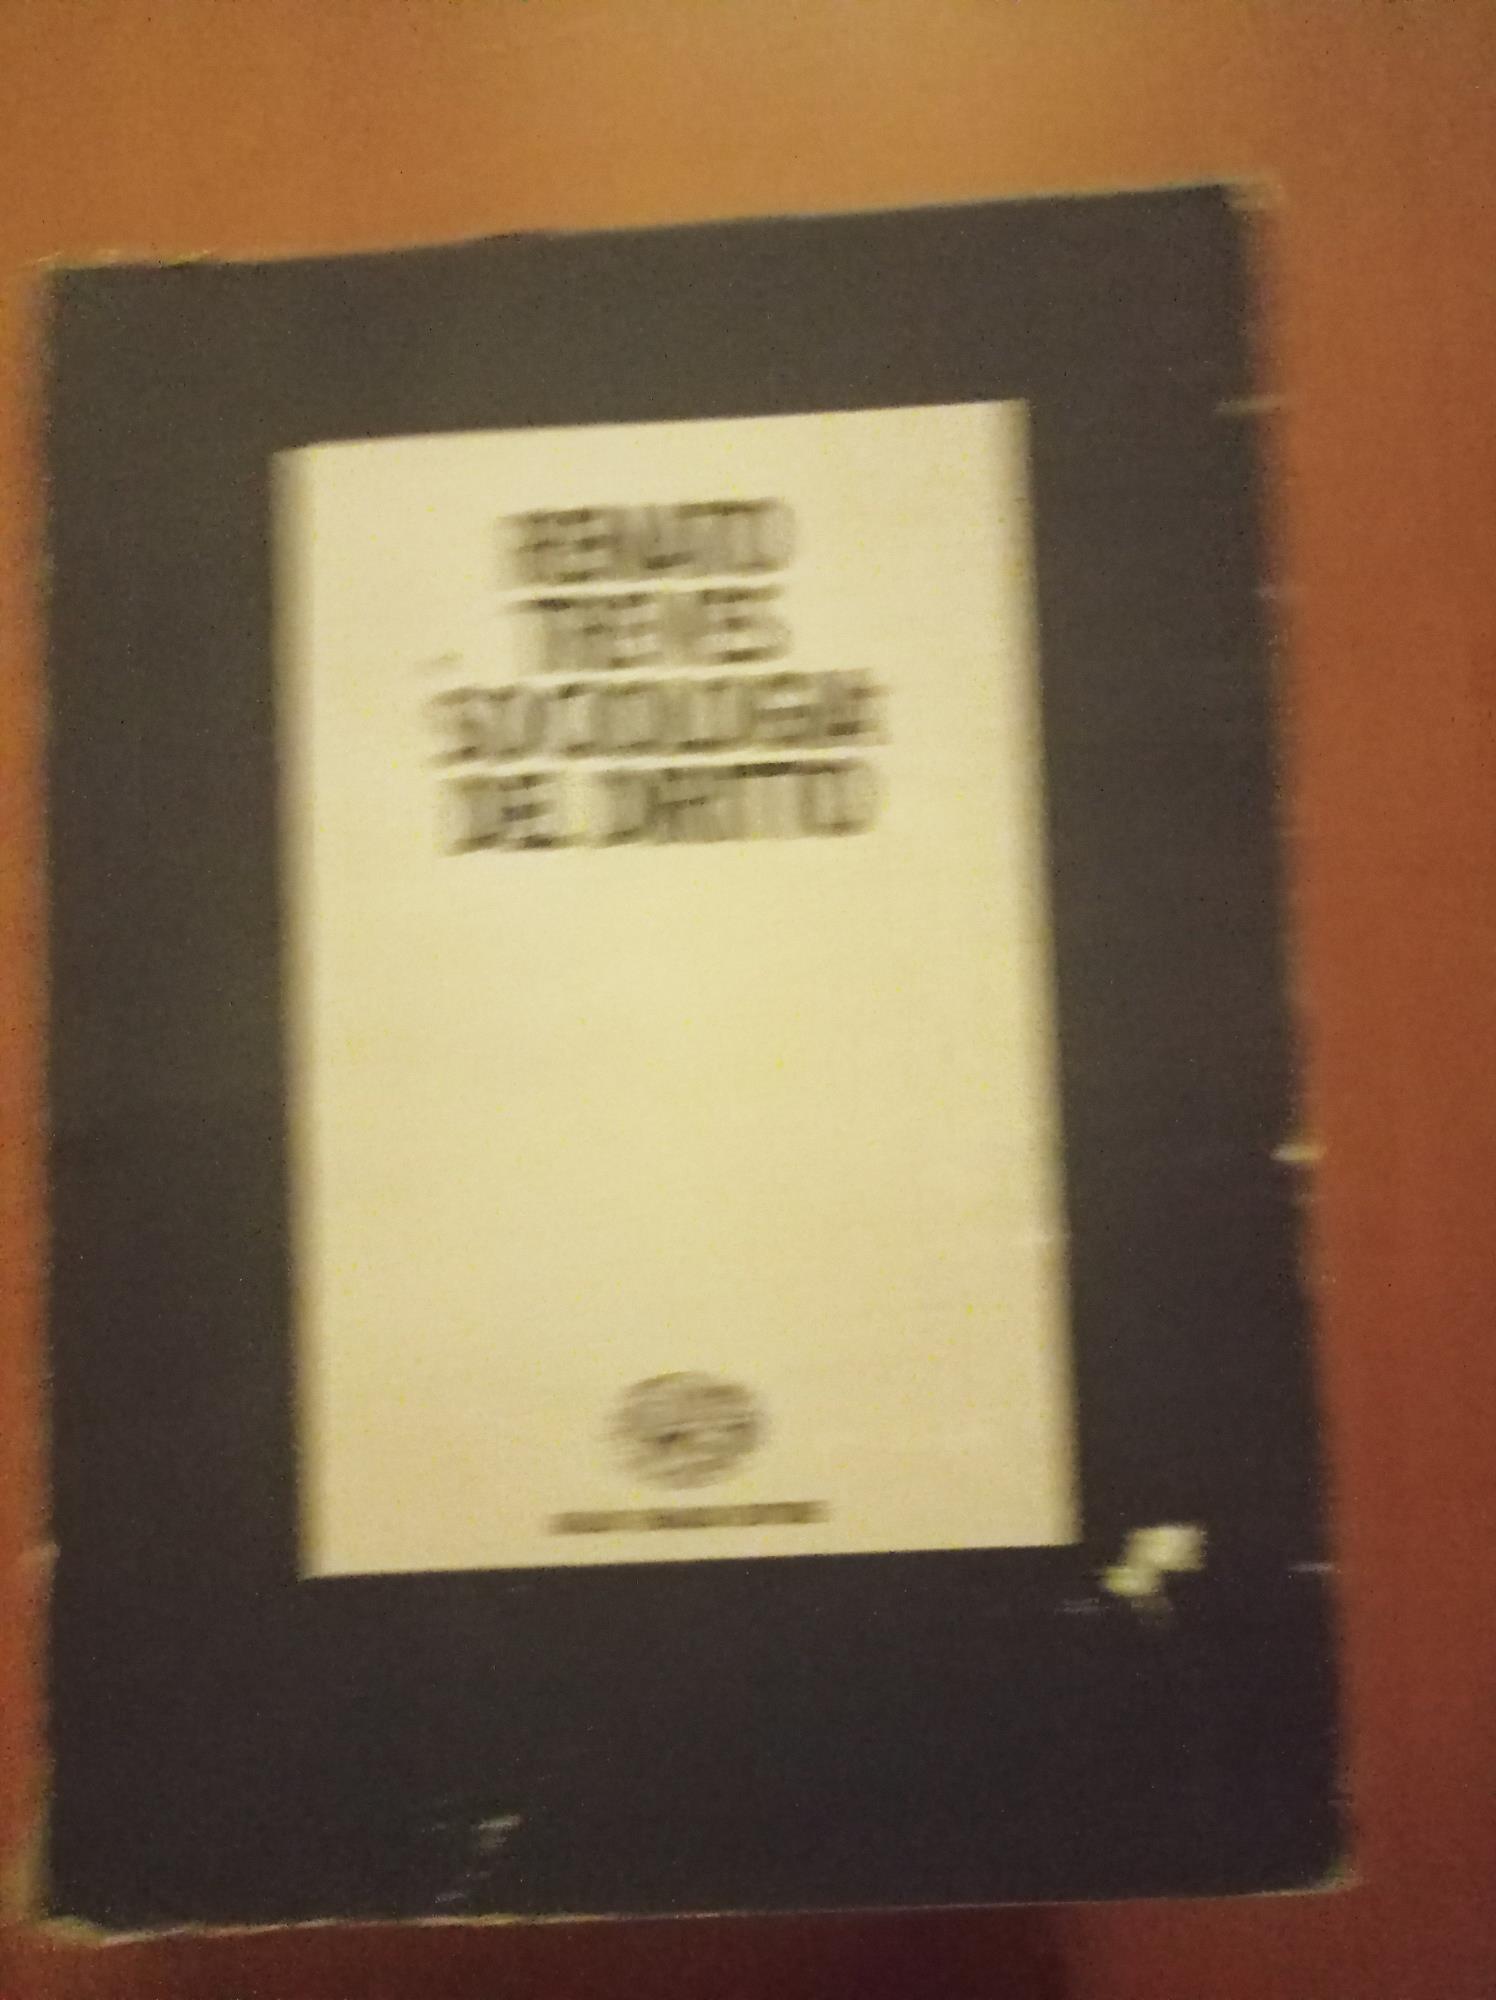 RENATO
TREVES
SOCIOLOGIA
DEL DIRITTO